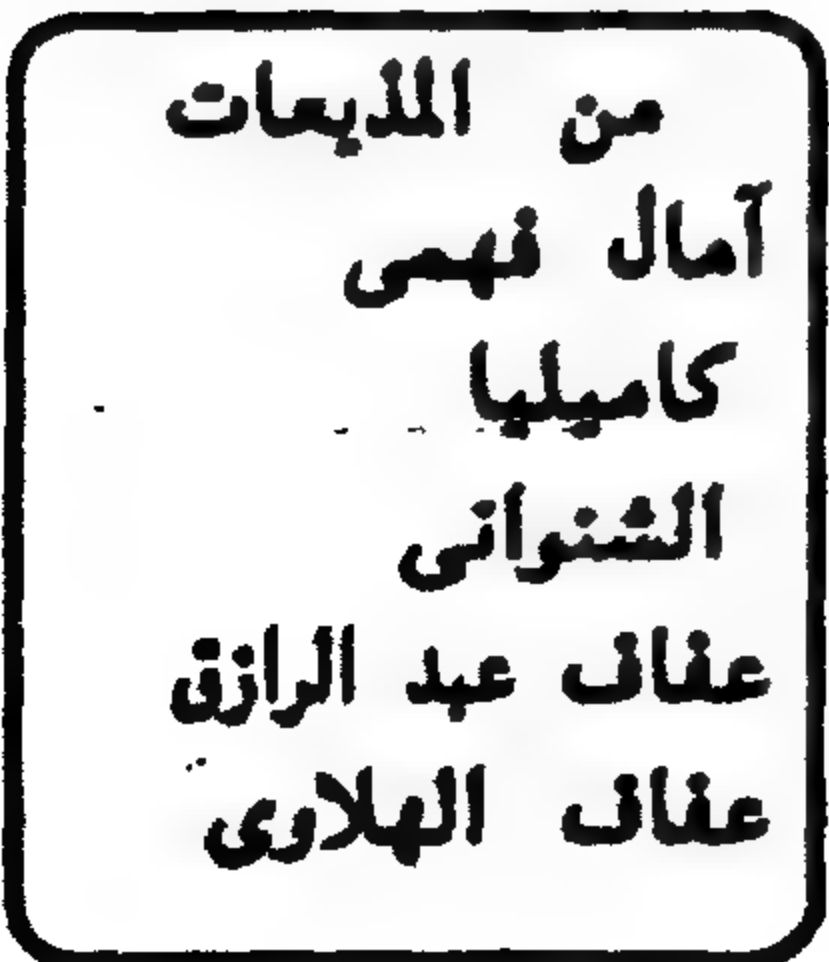 من المذيعات
آمال فهمى
كاميليا
الشنوانى
عفاف عبد الرازق
عفاف الهلاوى